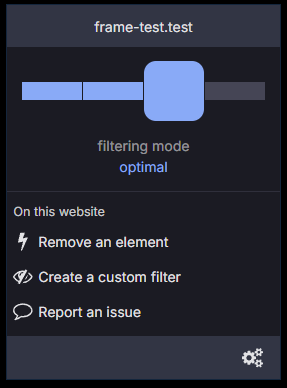 frame-test.test
filtering mode
optimal
On this website
Remove an element
Create a custom filter
Report an issue